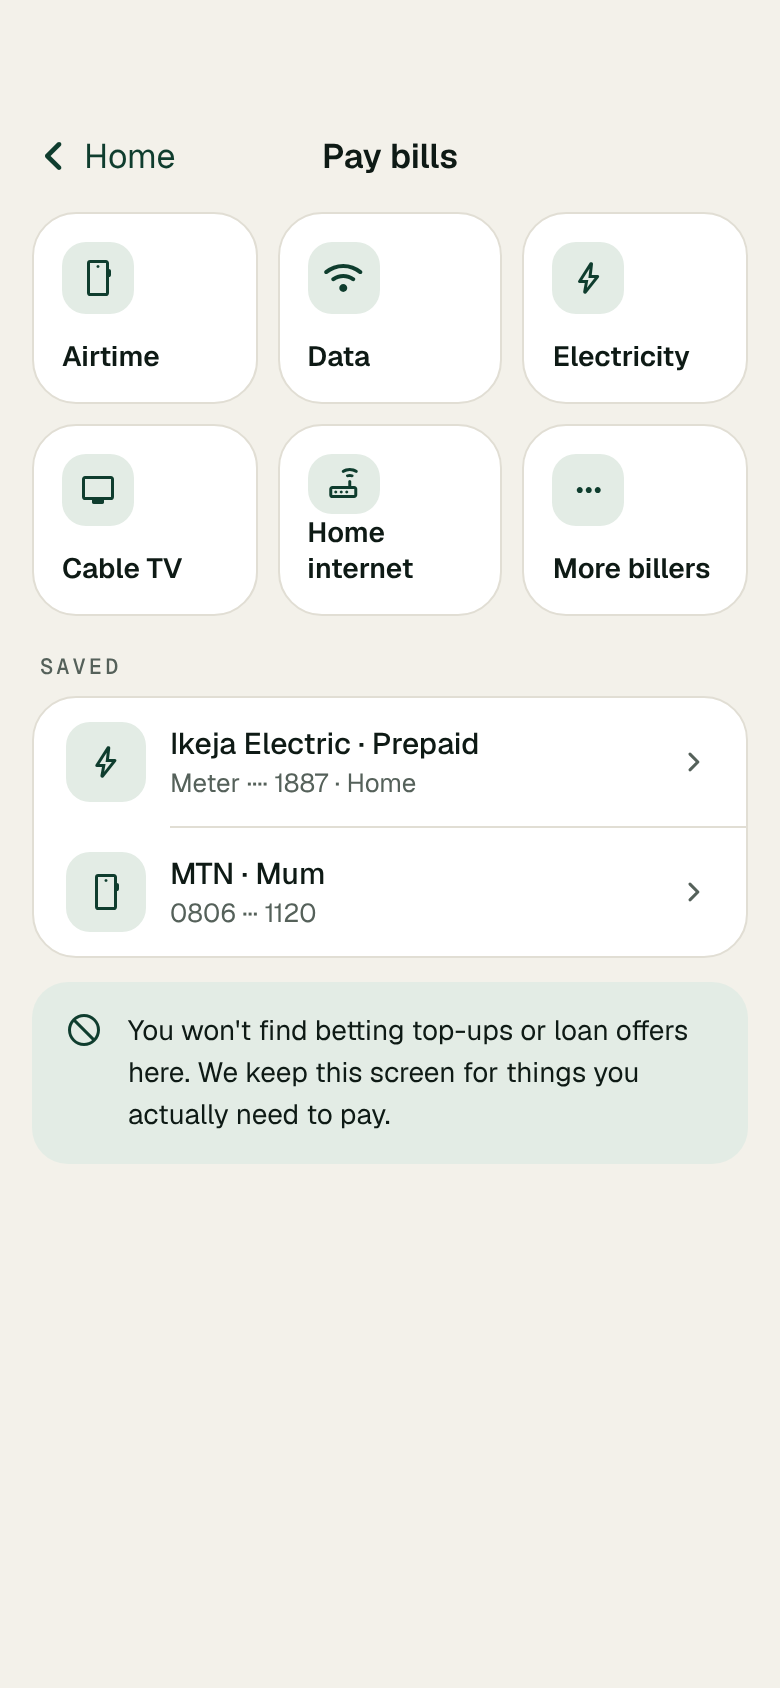 Home
Pay bills
Airtime
Data
Electricity
Cable TV
Home
internet
More billers
SAVED
Ikeja Electric · Prepaid
Meter ···· 1887 · Home
MTN · Mum
0806 ··· 1120
You won't find betting top-ups or loan offers
here. We keep this screen for things you
actually need to pay.